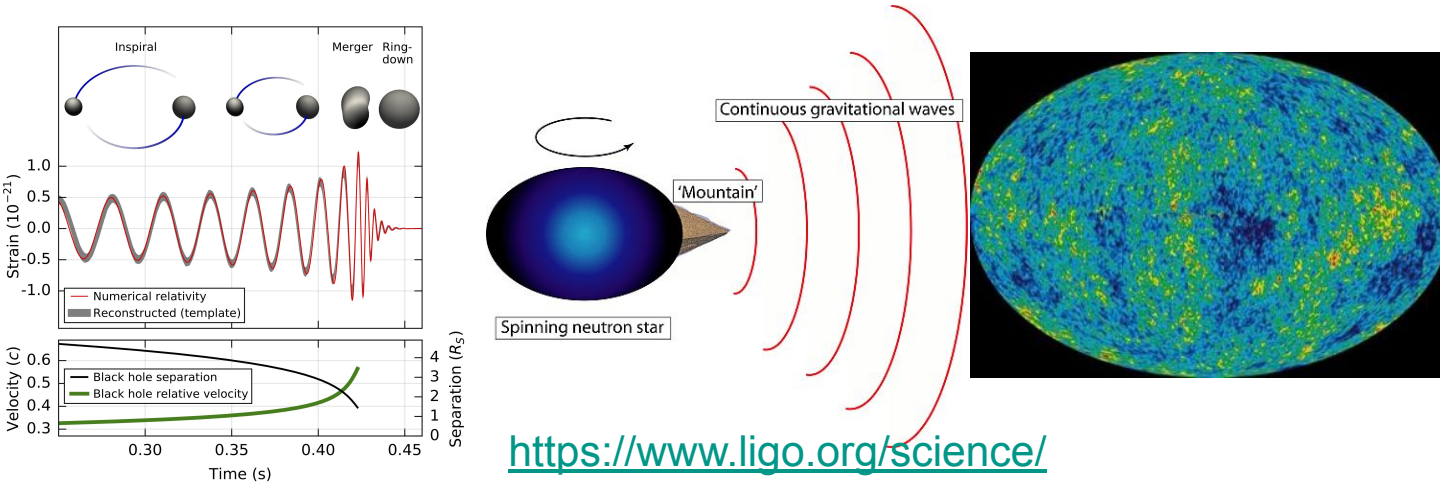 Inspiral
Merger Ring-
down
Strain (10⁻²¹)
1.0
0.5
0.0
-0.5
-1.0
Numerical relativity
Reconstructed (template)
Velocity (c)
0.6
0.5
0.4
0.3
Black hole separation
Black hole relative velocity
4
3
2
1
0
Separation (R_S)
0.30 0.35 0.40 0.45
Time (s)
Continuous gravitational waves
'Mountain'
Spinning neutron star
https://www.ligo.org/science/